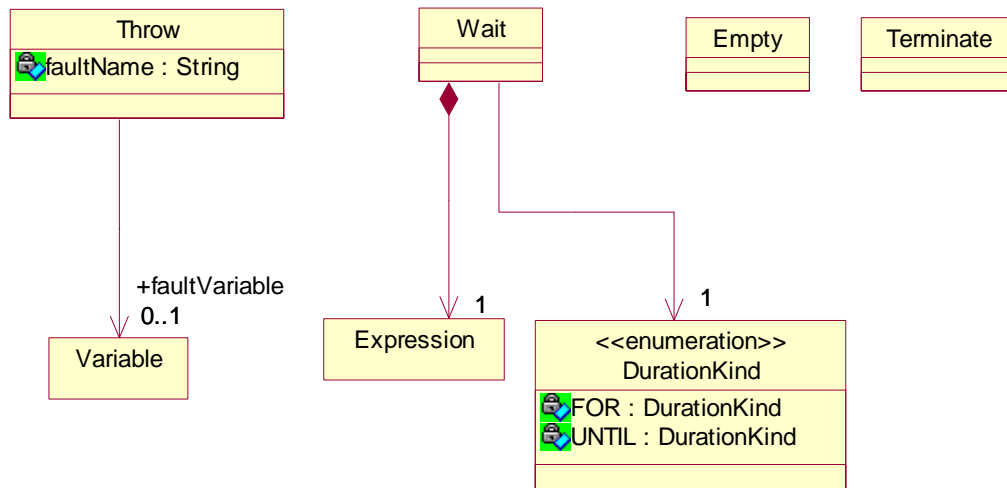 Throw
faultName : String
Wait
Empty
Terminate
+faultVariable
0..1
1
1
Variable
Expression
<<enumeration>>
DurationKind
FOR : DurationKind
UNTIL : DurationKind